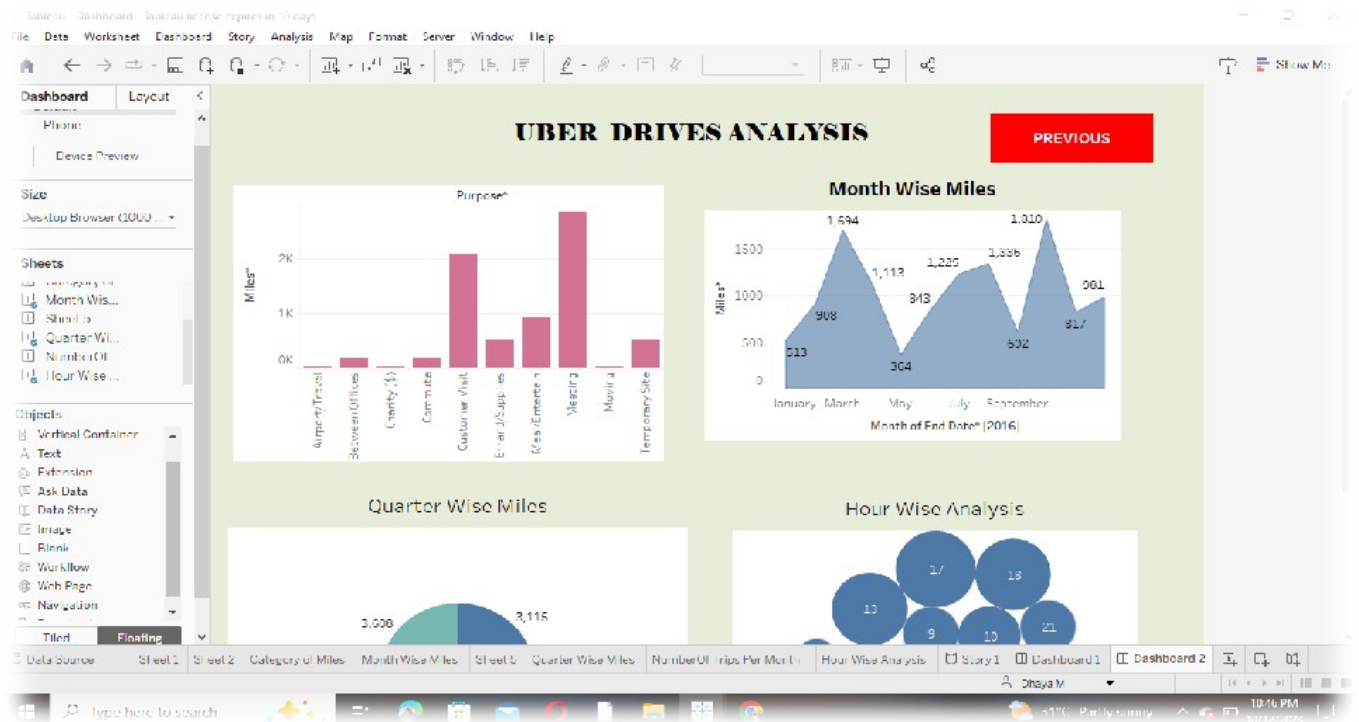 Tableau - Dashboard - Tableau license expires in 10 days
File Data Worksheet Dashboard Story Analysis Map Format Server Window Help
Show Me
Dashboard Layout
Phone
Device Preview
Size
Desktop Browser (1000 ...
Sheets
Month Wis...
Sheet 5
Quarter Wi...
Hour Wise ...
Objects
Vertical Container
Text
Extension
Ask Data
Data Story
Image
Blank
Workflow
Web Page
Navigation
Tiled Floating
UBER DRIVES ANALYSIS
PREVIOUS
Purpose*
Miles*
2K
1K
0K
Airport/Travel
Between Offices
Charity ($)
Commute
Customer Visit
Errand/Supplies
Meal/Entertain
Meeting
Moving
Temporary Site
Month Wise Miles
Miles*
1500
1000
500
0
513
908
1,694
1,113
364
843
1,225
1,336
817
981
January March May July September
Month of End Date* [2016]
Quarter Wise Miles
3,608
3,115
Hour Wise Analysis
17
18
13
9
10
21
Data Source Sheet 1 Sheet 2 Category of Miles Month Wise Miles Sheet 5 Quarter Wise Miles Number Of Trips Per Month Hour Wise Analysis Story 1 Dashboard 1 Dashboard 2
Dhaya M
Type here to search
31°C Partly sunny
10:46 PM